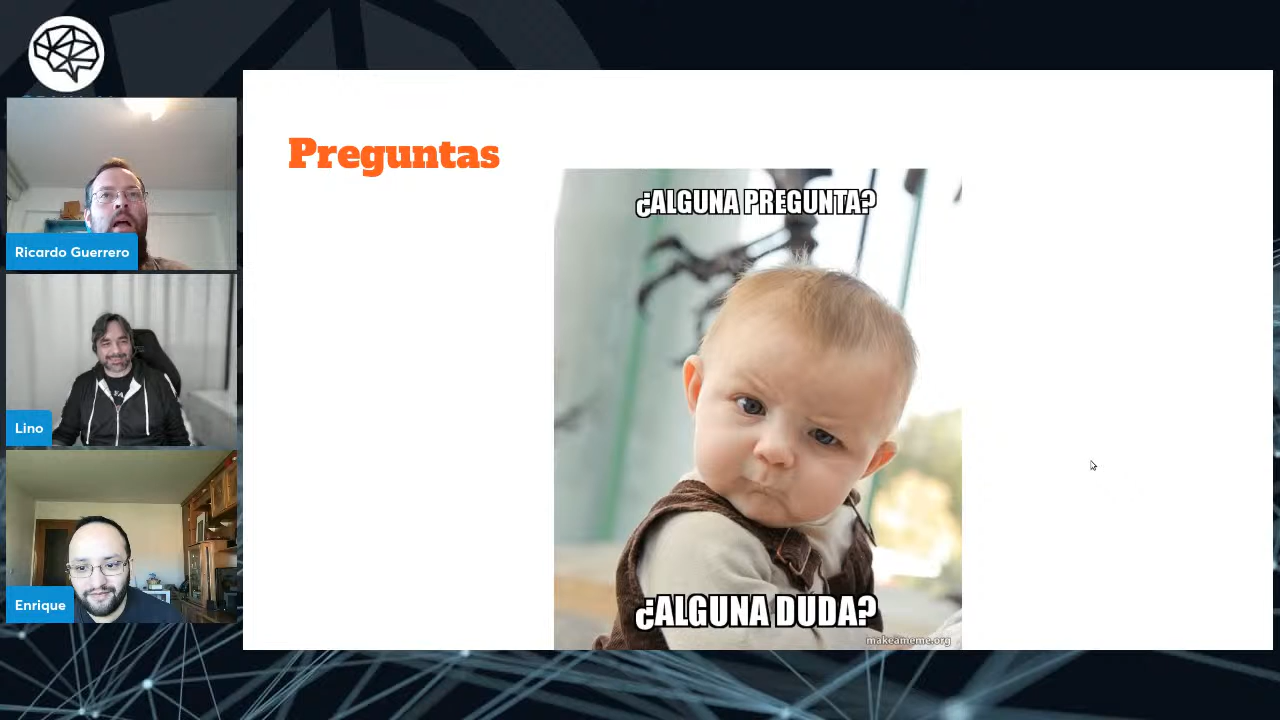 Ricardo Guerrero
Lino
Enrique
Preguntas
¿ALGUNA PREGUNTA?
¿ALGUNA DUDA?
makeameme.org